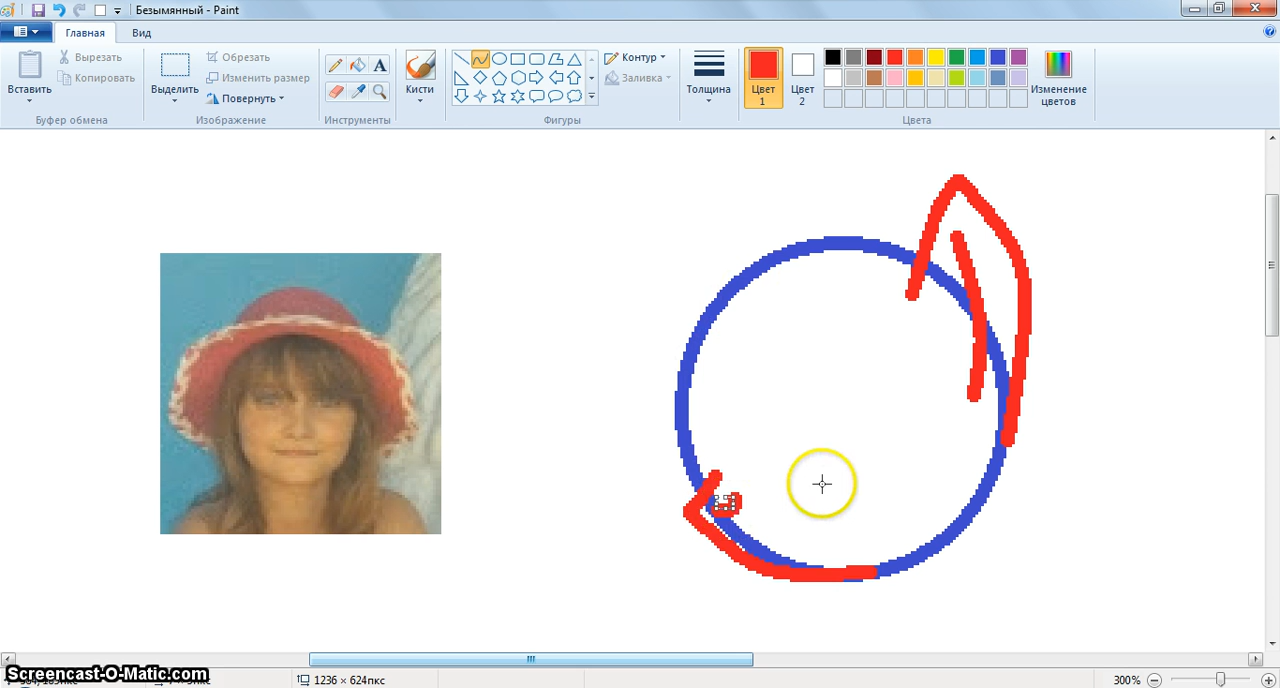 Безымянный - Paint
Главная
Вид
Вставить
Вырезать
Копировать
Буфер обмена
Выделить
Обрезать
Изменить размер
Повернуть
Изображение
A
Инструменты
Кисти
Контур
Заливка
Фигуры
Толщина
Цвет 1
Цвет 2
Изменение цветов
Цвета
Screencast-O-Matic.com
1236 × 624пкс
300%